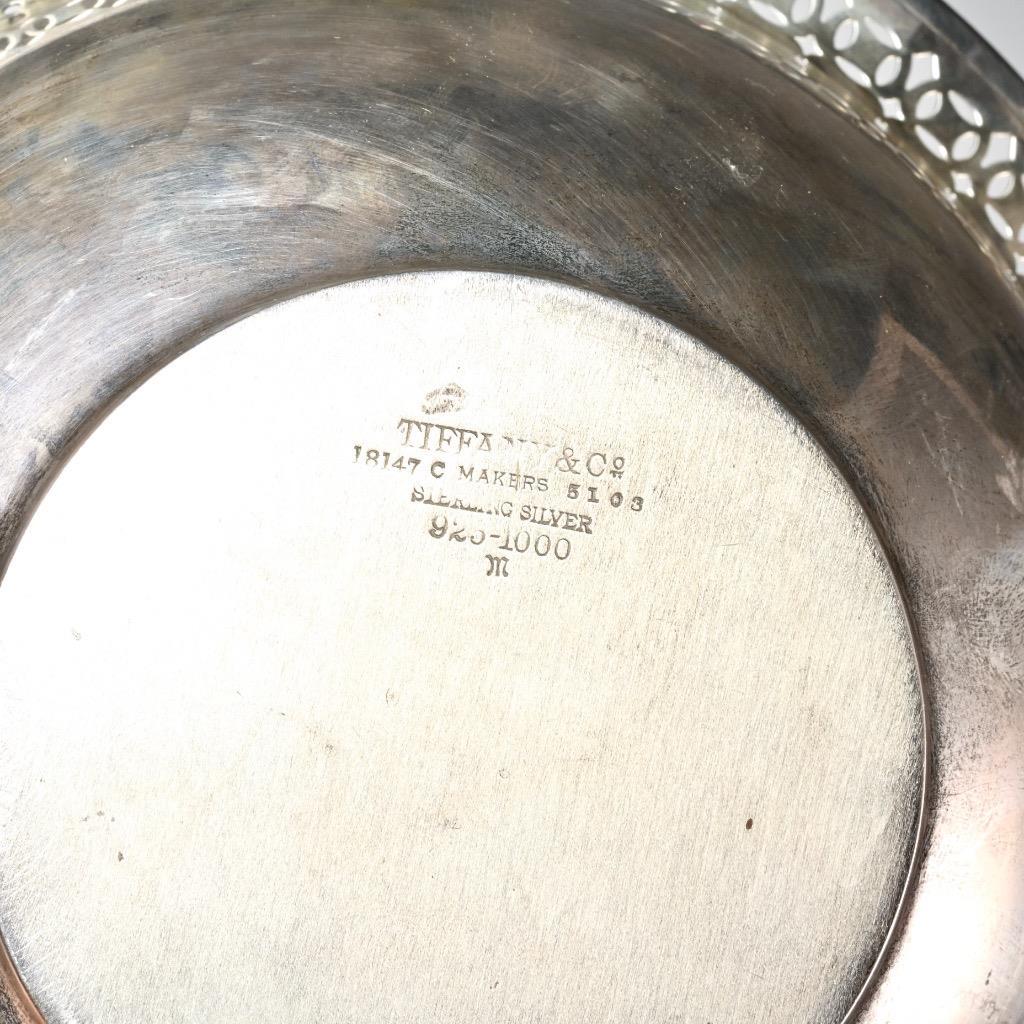 TIFFANY & Co
18147 C MAKERS 5103
STERLING SILVER
925-1000
M